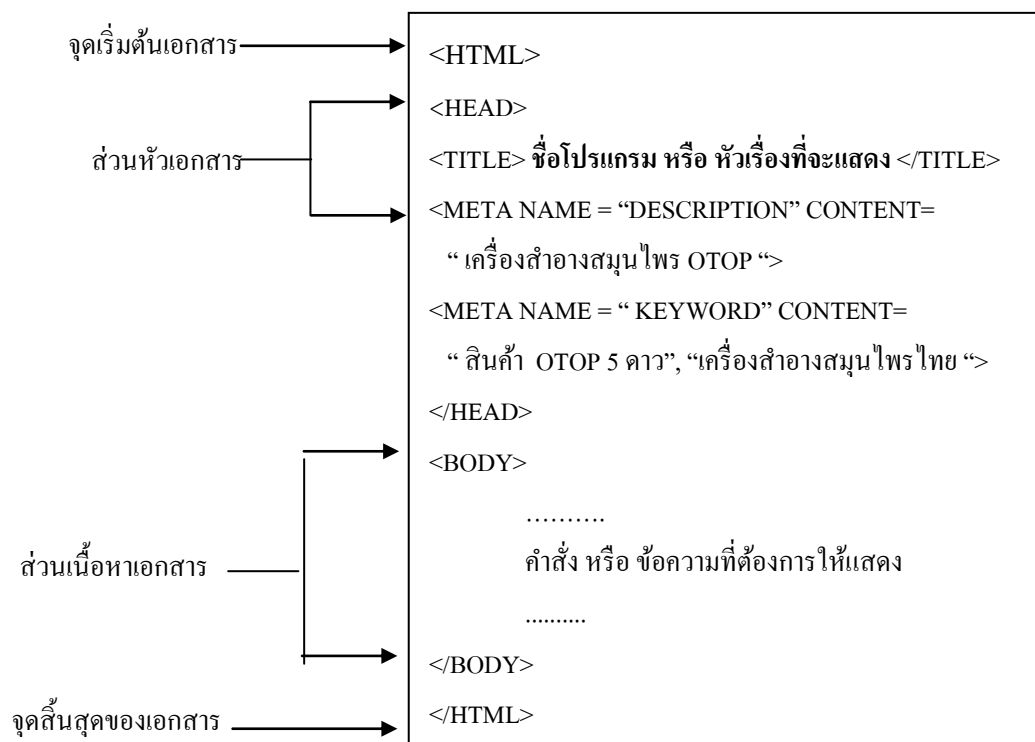 จุดเริ่มต้นเอกสาร
<HTML>
<HEAD>
ส่วนหัวเอกสาร
<TITLE> ชื่อโปรแกรม หรือ หัวเรื่องที่จะแสดง </TITLE>
<META NAME = “DESCRIPTION” CONTENT=
“ เครื่องสำอางสมุนไพร OTOP “>
<META NAME = “ KEYWORD” CONTENT=
“ สินค้า OTOP 5 ดาว”, “เครื่องสำอางสมุนไพรไทย “>
</HEAD>
<BODY>
……….
ส่วนเนื้อหาเอกสาร
คำสั่ง หรือ ข้อความที่ต้องการให้แสดง
..........
</BODY>
จุดสิ้นสุดของเอกสาร
</HTML>